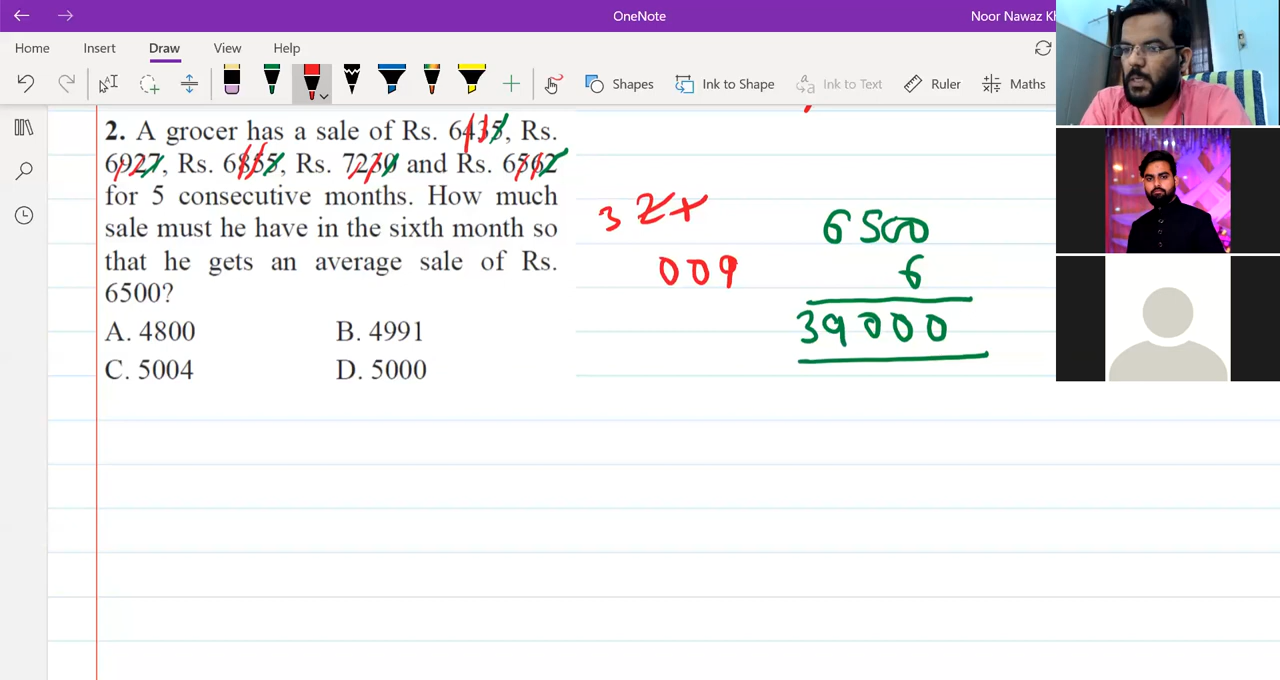 OneNote
Noor Nawaz Kh
Home Insert Draw View Help
Shapes Ink to Shape Ink to Text Ruler Maths
2. A grocer has a sale of Rs. 6435, Rs.
6927, Rs. 6855, Rs. 7230 and Rs. 6562
for 5 consecutive months. How much
sale must he have in the sixth month so
that he gets an average sale of Rs.
6500?
A. 4800 B. 4991
C. 5004 D. 5000
3 2
009
6500
6
39000